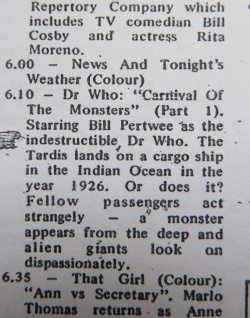 Repertory Company which
includes TV comedian Bill
Cosby and actress Rita
Moreno.
6.00 – News And Tonight's
Weather (Colour)
6.10 – Dr Who: "Carnival Of
The Monsters" (Part 1).
Starring Bill Pertwee as the
indestructible Dr Who. The
Tardis lands on a cargo ship
in the Indian Ocean in the
year 1926. Or does it?
Fellow passengers act
strangely – a monster
appears from the deep and
alien giants look on
dispassionately.
6.35 – That Girl (Colour):
"Ann vs Secretary". Marlo
Thomas returns as Anne